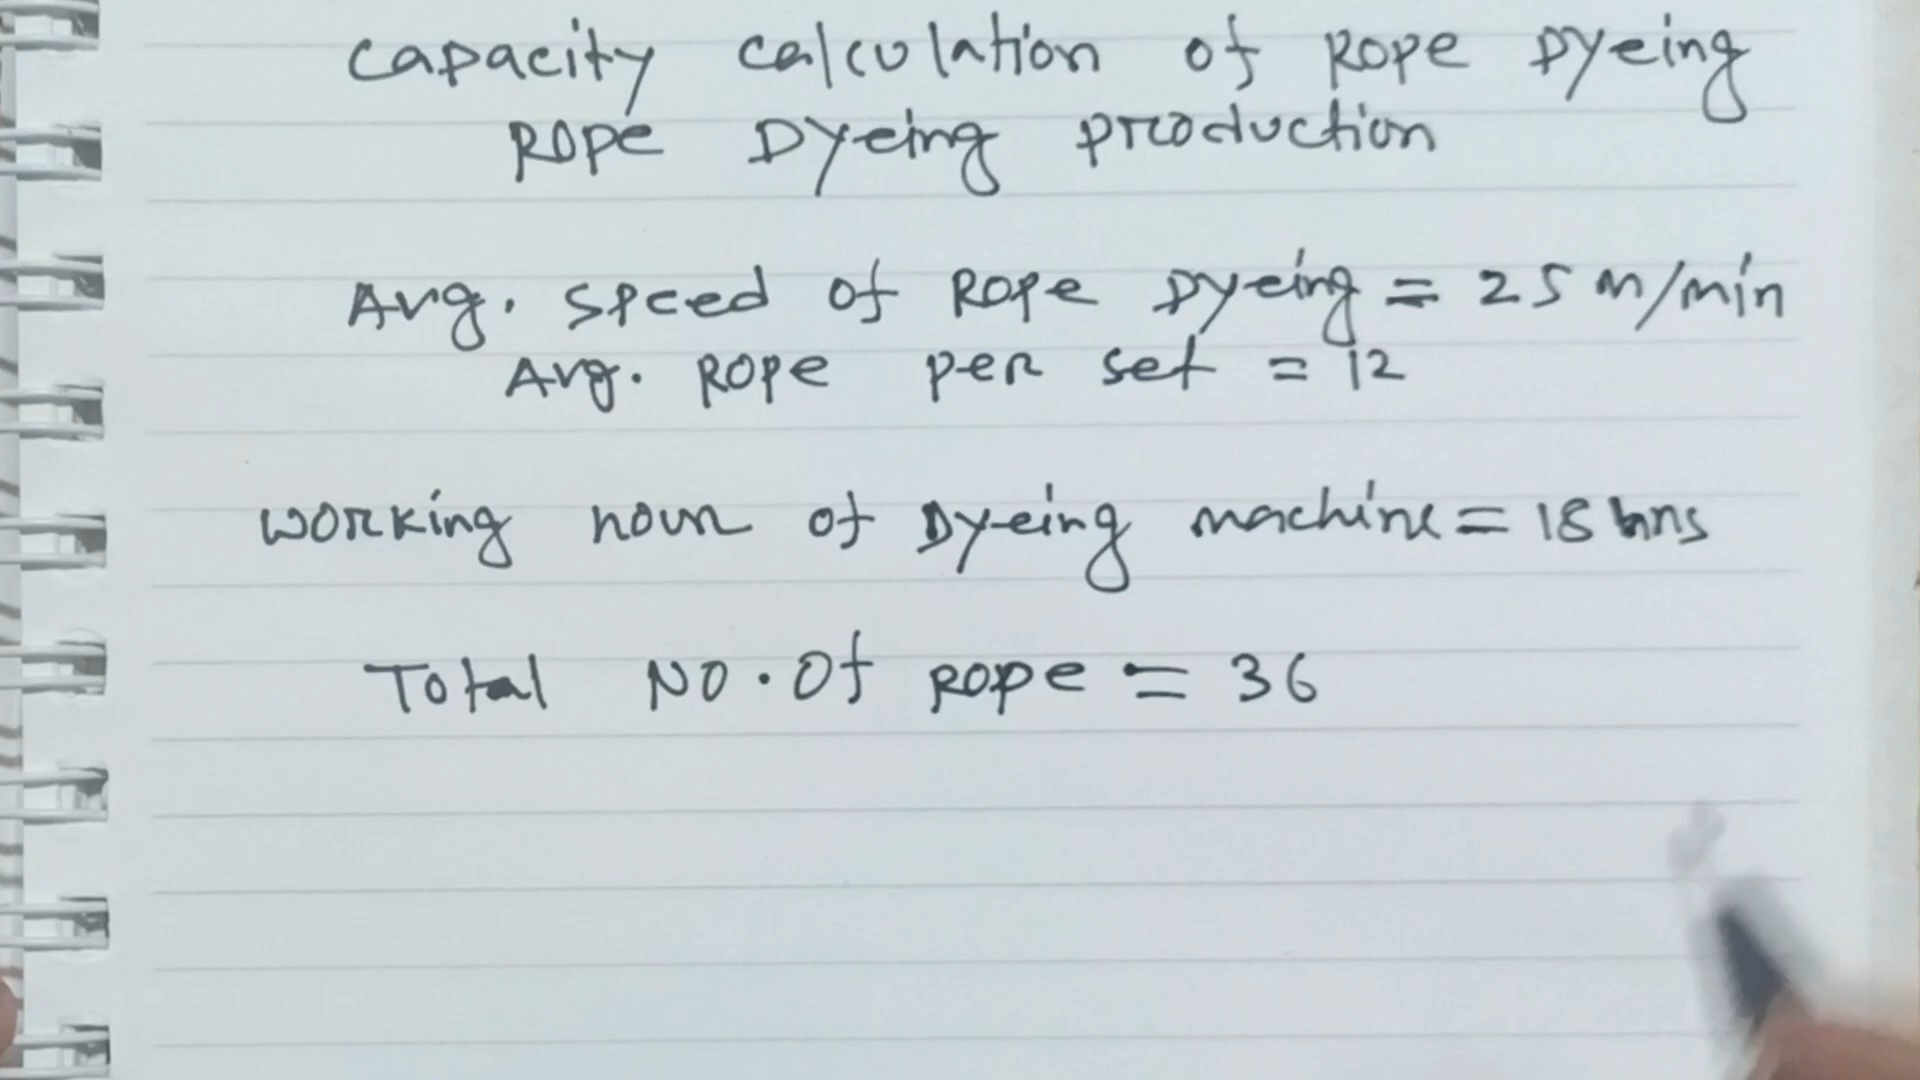 Capacity calculation of Rope Dyeing
Rope Dyeing production
Avg. speed of Rope Dyeing = 25 m/min
Avg. Rope per set = 12
working hour of Dyeing machine = 18 hrs
Total No. of rope = 36